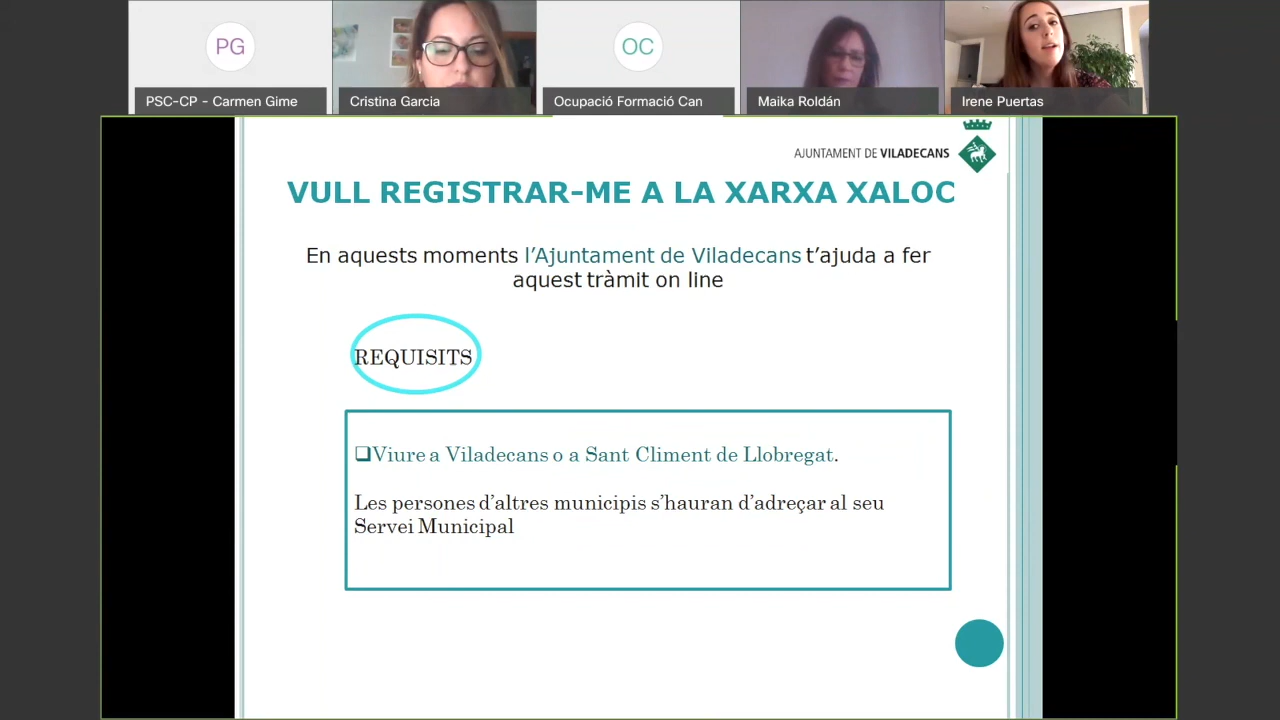 PG
OC
PSC-CP - Carmen Gime
Cristina Garcia
Ocupació Formació Can
Maika Roldán
Irene Puertas
AJUNTAMENT DE VILADECANS
VULL REGISTRAR-ME A LA XARXA XALOC
En aquests moments l’Ajuntament de Viladecans t’ajuda a fer
aquest tràmit on line
REQUISITS
❑Viure a Viladecans o a Sant Climent de Llobregat.
Les persones d’altres municipis s’hauran d’adreçar al seu
Servei Municipal